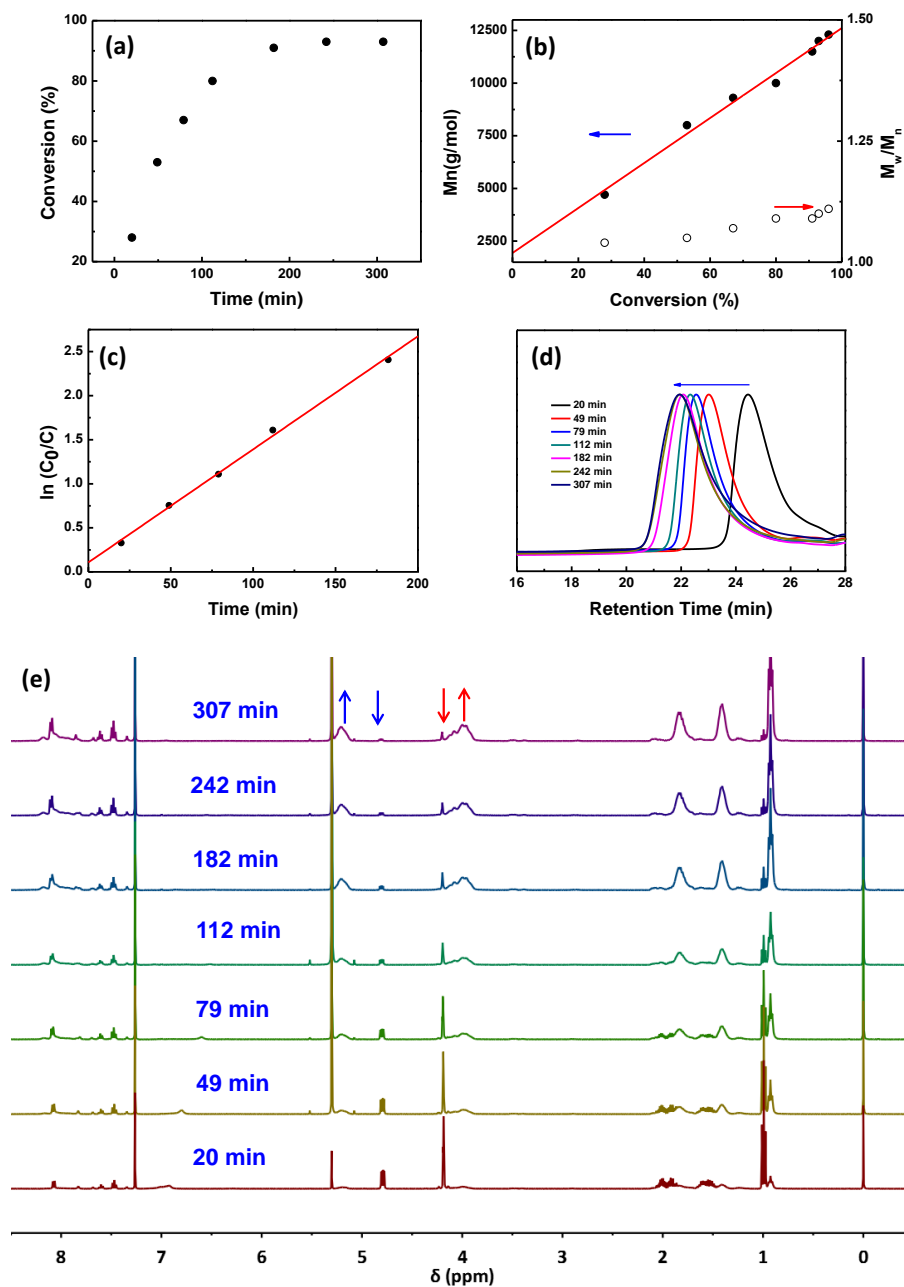 (a)
100
80
60
40
20
0
100
200
300
Conversion (%)
Time (min)
(b)
12500
10000
7500
5000
2500
1.50
1.25
1.00
0
20
40
60
80
100
Mn(g/mol)
Mw/Mn
Conversion (%)
(c)
2.5
2.0
1.5
1.0
0.5
0.0
0
50
100
150
200
ln (C0/C)
Time (min)
(d)
20 min
49 min
79 min
112 min
182 min
242 min
307 min
16
18
20
22
24
26
28
Retention Time (min)
(e)
307 min
242 min
182 min
112 min
79 min
49 min
20 min
8
7
6
5
4
3
2
1
0
δ (ppm)